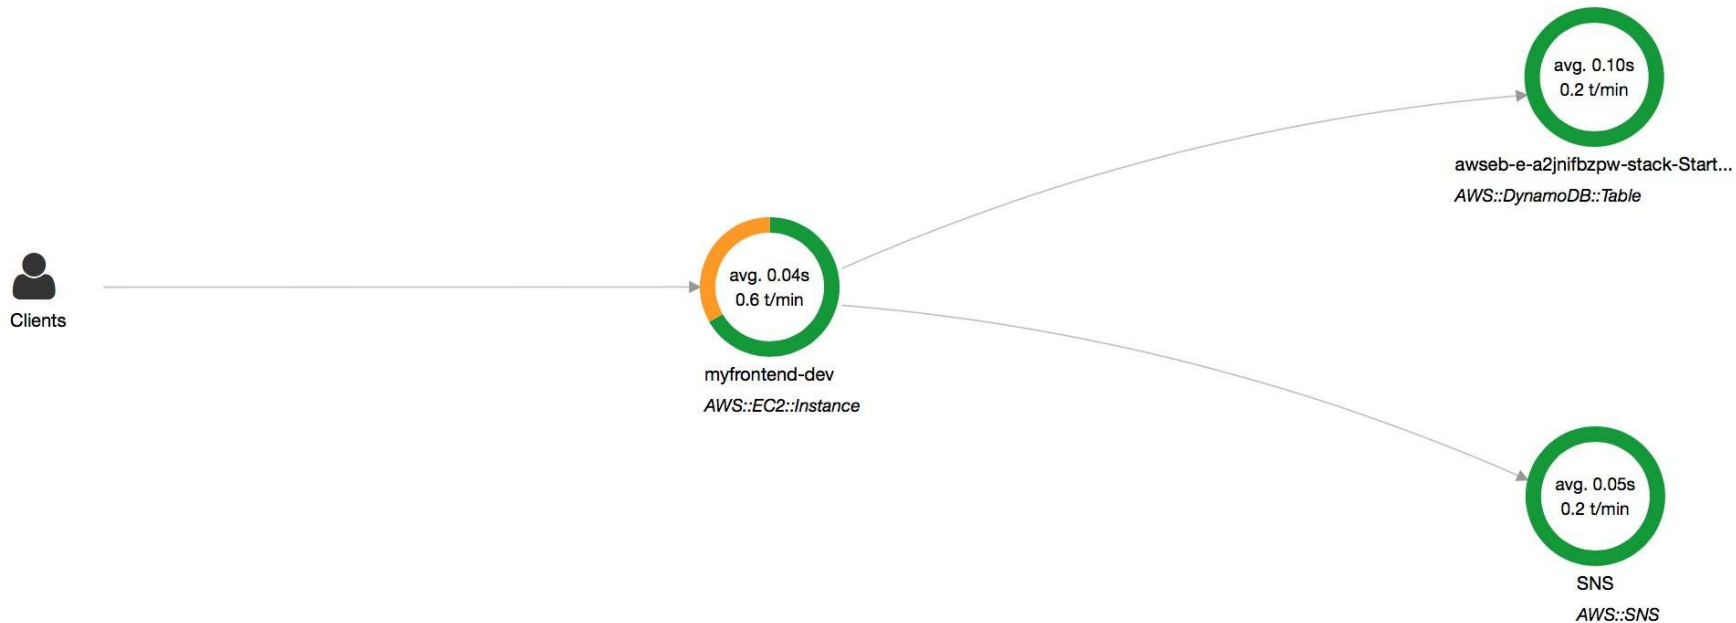 avg. 0.10s
0.2 t/min
awseb-e-a2jnifbzpw-stack-Start...
AWS::DynamoDB::Table
Clients
avg. 0.04s
0.6 t/min
myfrontend-dev
AWS::EC2::Instance
avg. 0.05s
0.2 t/min
SNS
AWS::SNS